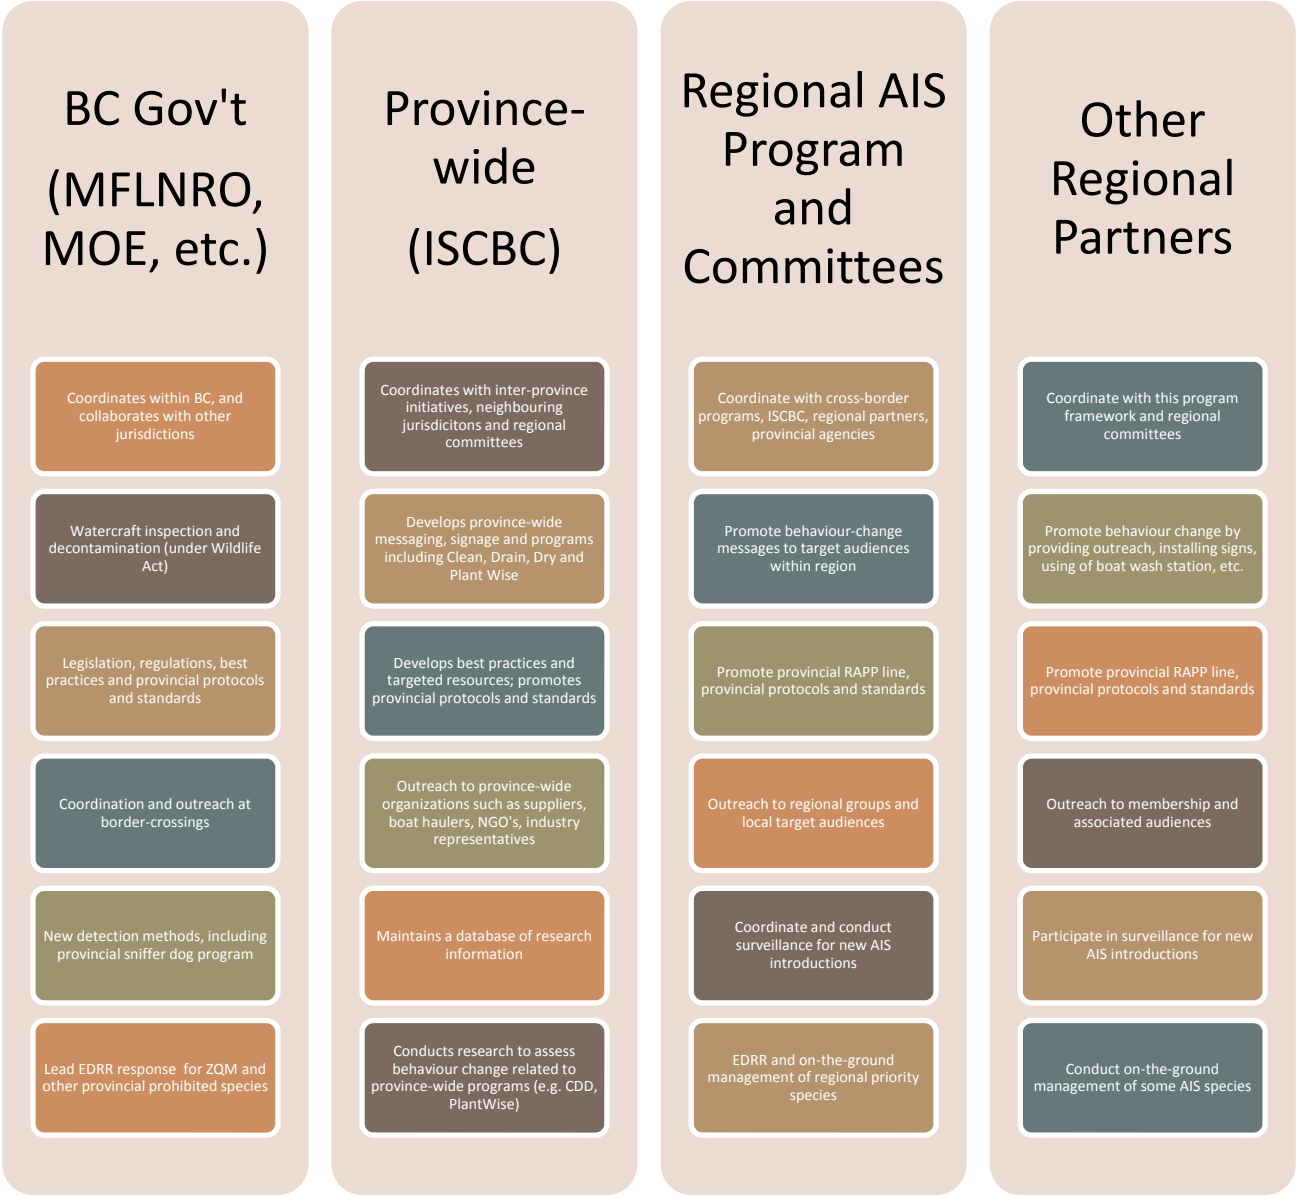 BC Gov't
(MFLNRO,
MOE, etc.)
Coordinates within BC, and
collaborates with other
jurisdictions
Watercraft inspection and
decontamination (under Wildlife
Act)
Legislation, regulations, best
practices and provincial protocols
and standards
Coordination and outreach at
border-crossings
New detection methods, including
provincial sniffer dog program
Lead EDRR response for ZQM and
other provincial prohibited species
Province-
wide
(ISCBC)
Coordinates with inter-province
initiatives, neighbouring
jurisdicitons and regional
committees
Develops province-wide
messaging, signage and programs
including Clean, Drain, Dry and
Plant Wise
Develops best practices and
targeted resources; promotes
provincial protocols and standards
Outreach to province-wide
organizations such as suppliers,
boat haulers, NGO's, industry
representatives
Maintains a database of research
information
Conducts research to assess
behaviour change related to
province-wide programs (e.g. CDD,
PlantWise)
Regional AIS
Program
and
Committees
Coordinate with cross-border
programs, ISCBC, regional partners,
provincial agencies
Promote behaviour-change
messages to target audiences
within region
Promote provincial RAPP line,
provincial protocols and standards
Outreach to regional groups and
local target audiences
Coordinate and conduct
surveillance for new AIS
introductions
EDRR and on-the-ground
management of regional priority
species
Other
Regional
Partners
Coordinate with this program
framework and regional
committees
Promote behaviour change by
providing outreach, installing signs,
using of boat wash station, etc.
Promote provincial RAPP line,
provincial protocols and standards
Outreach to membership and
associated audiences
Participate in surveillance for new
AIS introductions
Conduct on-the-ground
management of some AIS species